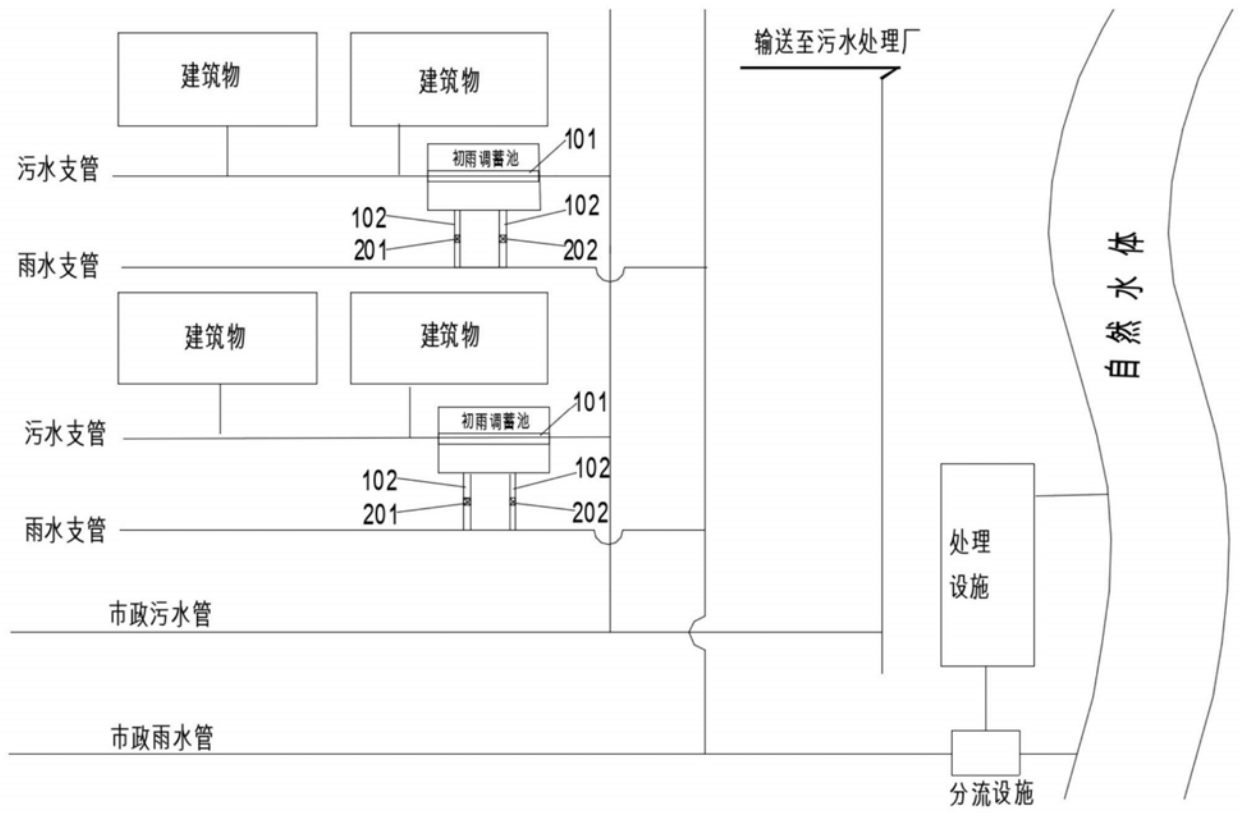 输送至污水处理厂
建筑物
建筑物
101
初雨调蓄池
污水支管
102
102
201
202
雨水支管
自然水体
建筑物
建筑物
101
初雨调蓄池
污水支管
102
102
201
202
雨水支管
处理
设施
市政污水管
市政雨水管
分流设施